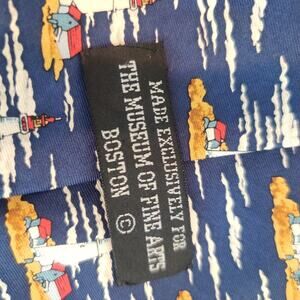 MADE EXCLUSIVELY FOR
THE MUSEUM OF FINE ARTS
BOSTON ©